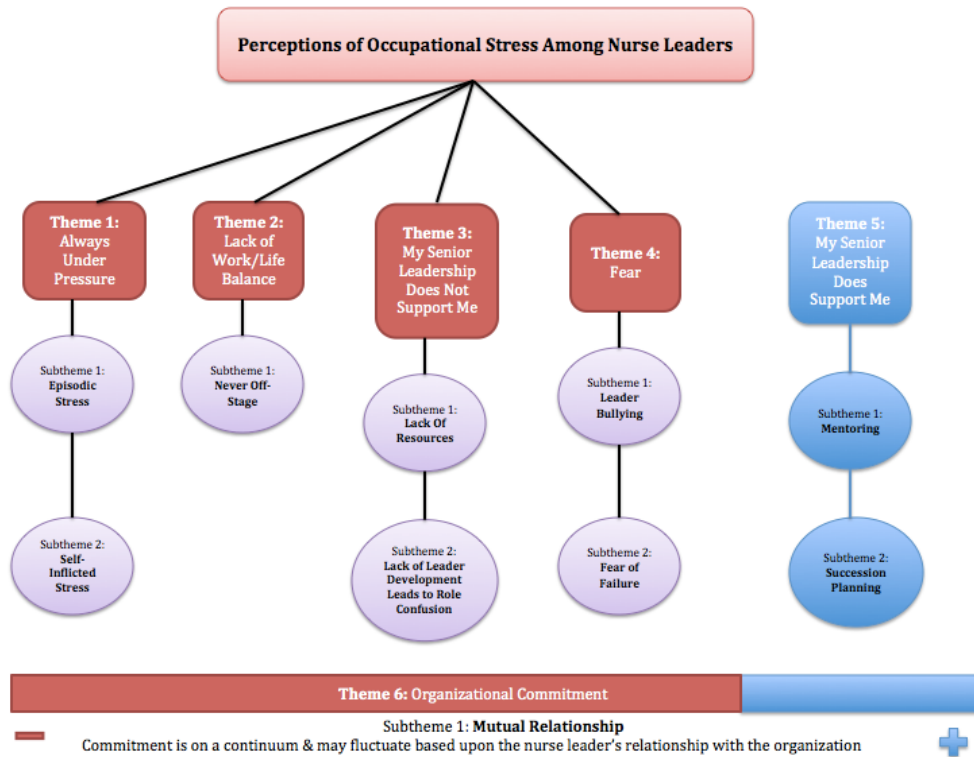 Perceptions of Occupational Stress Among Nurse Leaders
Theme 1:
Always
Under
Pressure
Theme 2:
Lack of
Work/Life
Balance
Theme 3:
My Senior
Leadership
Does Not
Support Me
Theme 4:
Fear
Theme 5:
My Senior
Leadership
Does
Support Me
Subtheme 1:
Episodic
Stress
Subtheme 1:
Never Off-
Stage
Subtheme 1:
Lack Of
Resources
Subtheme 1:
Leader
Bullying
Subtheme 1:
Mentoring
Subtheme 2:
Self-
Inflicted
Stress
Subtheme 2:
Lack of Leader
Development
Leads to Role
Confusion
Subtheme 2:
Fear of
Failure
Subtheme 2:
Succession
Planning
Theme 6: Organizational Commitment
Subtheme 1: Mutual Relationship
Commitment is on a continuum & may fluctuate based upon the nurse leader's relationship with the organization